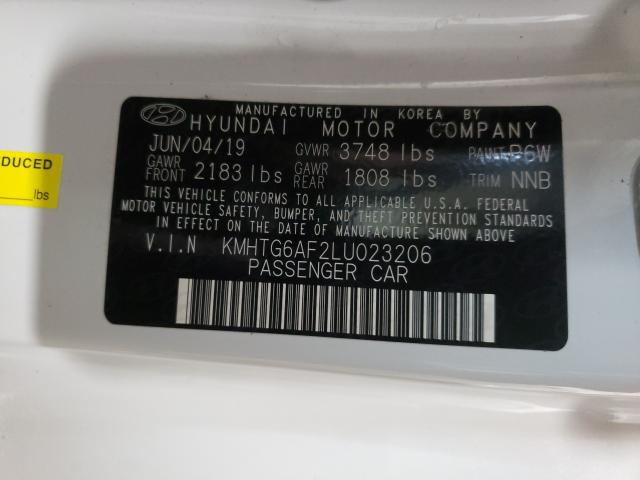 MANUFACTURED IN KOREA BY
HYUNDAI MOTOR COMPANY
JUN/04/19 GVWR 3748 lbs PAINT P6W
GAWR FRONT 2183 lbs GAWR REAR 1808 lbs TRIM NNB
THIS VEHICLE CONFORMS TO ALL APPLICABLE U.S.A. FEDERAL
MOTOR VEHICLE SAFETY, BUMPER, AND THEFT PREVENTION STANDARDS
IN EFFECT ON THE DATE OF MANUFACTURE SHOWN ABOVE.
V.I.N KMHTG6AF2LU023206
PASSENGER CAR
DUCED
lbs